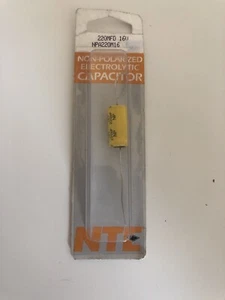 220MFD 16V
NPA220M16
NON-POLARIZED
ELECTROLYTIC
CAPACITOR
NTE